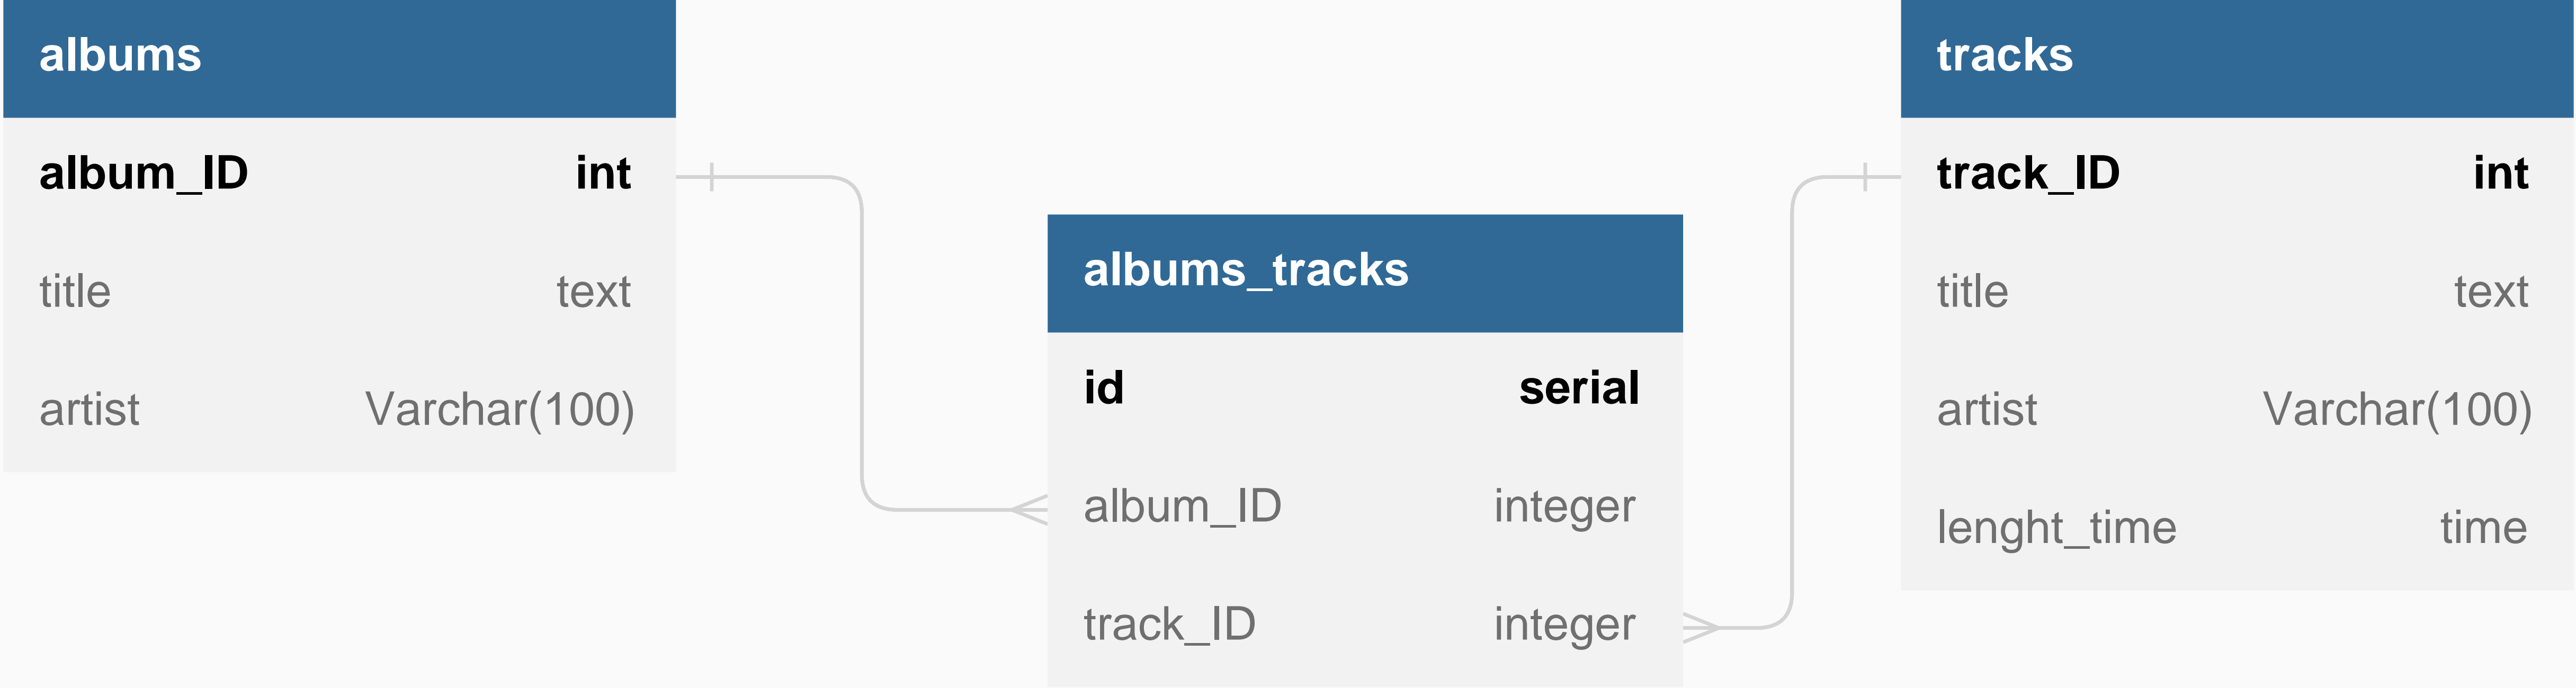 albums
album_ID int
title text
artist Varchar(100)
albums_tracks
id serial
album_ID integer
track_ID integer
tracks
track_ID int
title text
artist Varchar(100)
lenght_time time